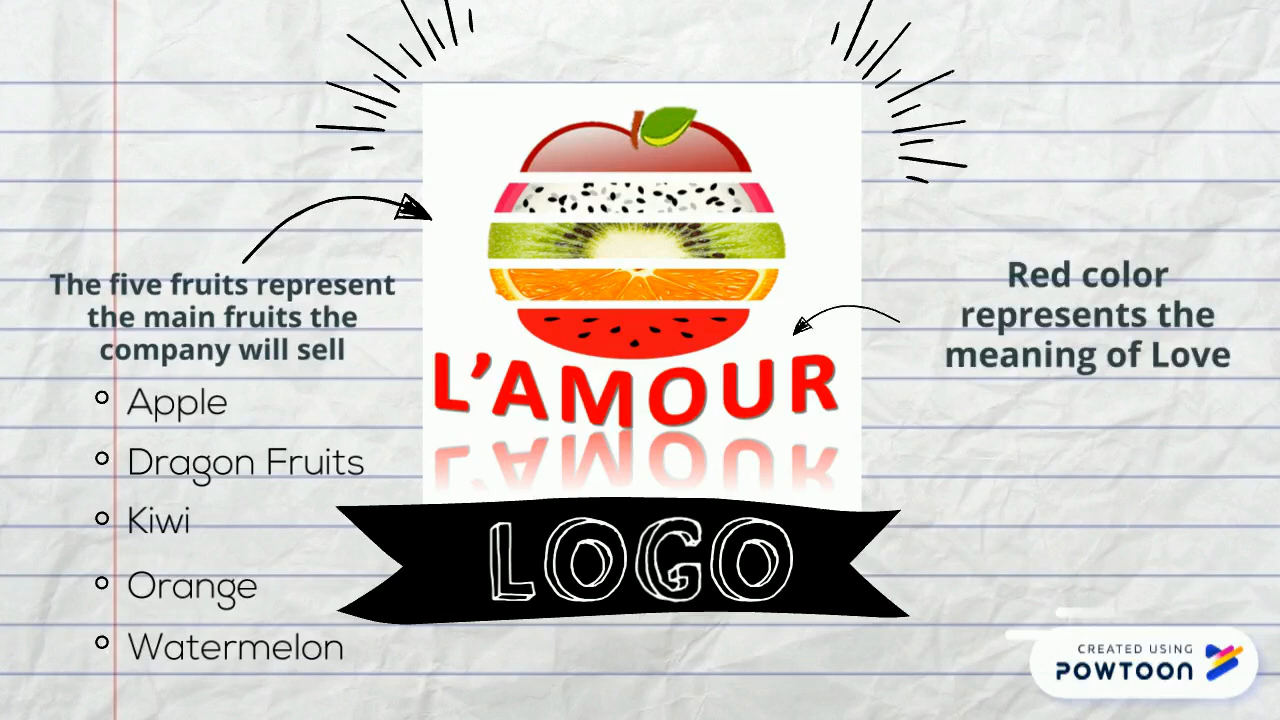 The five fruits represent
the main fruits the
company will sell
Apple
Dragon Fruits
Kiwi
Orange
Watermelon
L'AMOUR
LOGO
Red color
represents the
meaning of Love
CREATED USING
POWTOON